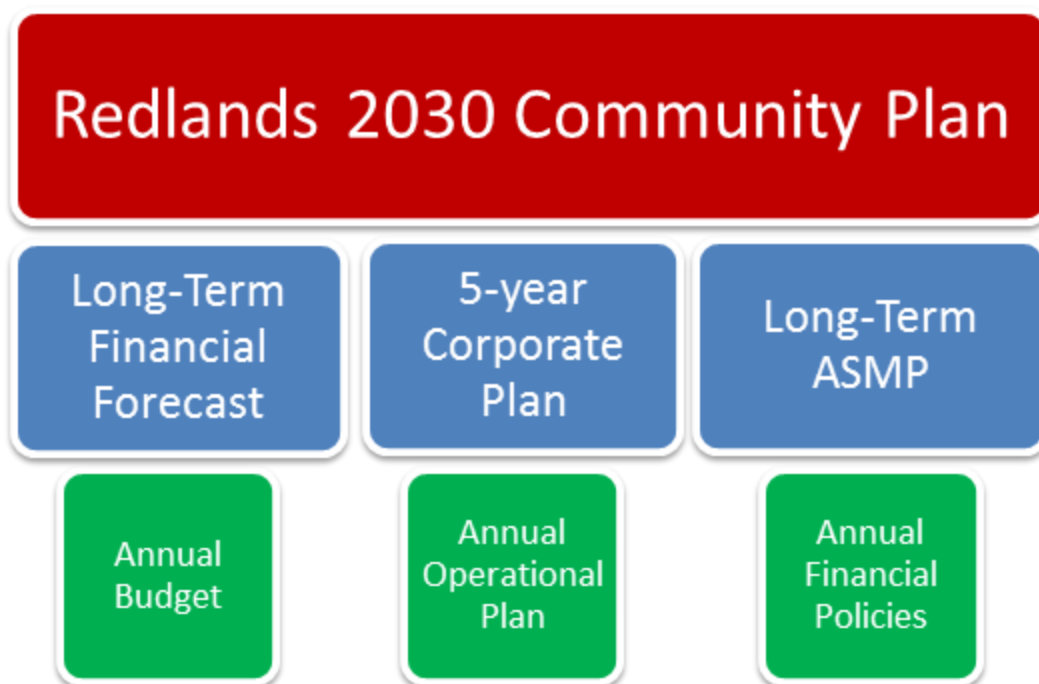 Redlands 2030 Community Plan
Long-Term
Financial
Forecast
5-year
Corporate
Plan
Long-Term
ASMP
Annual
Budget
Annual
Operational
Plan
Annual
Financial
Policies